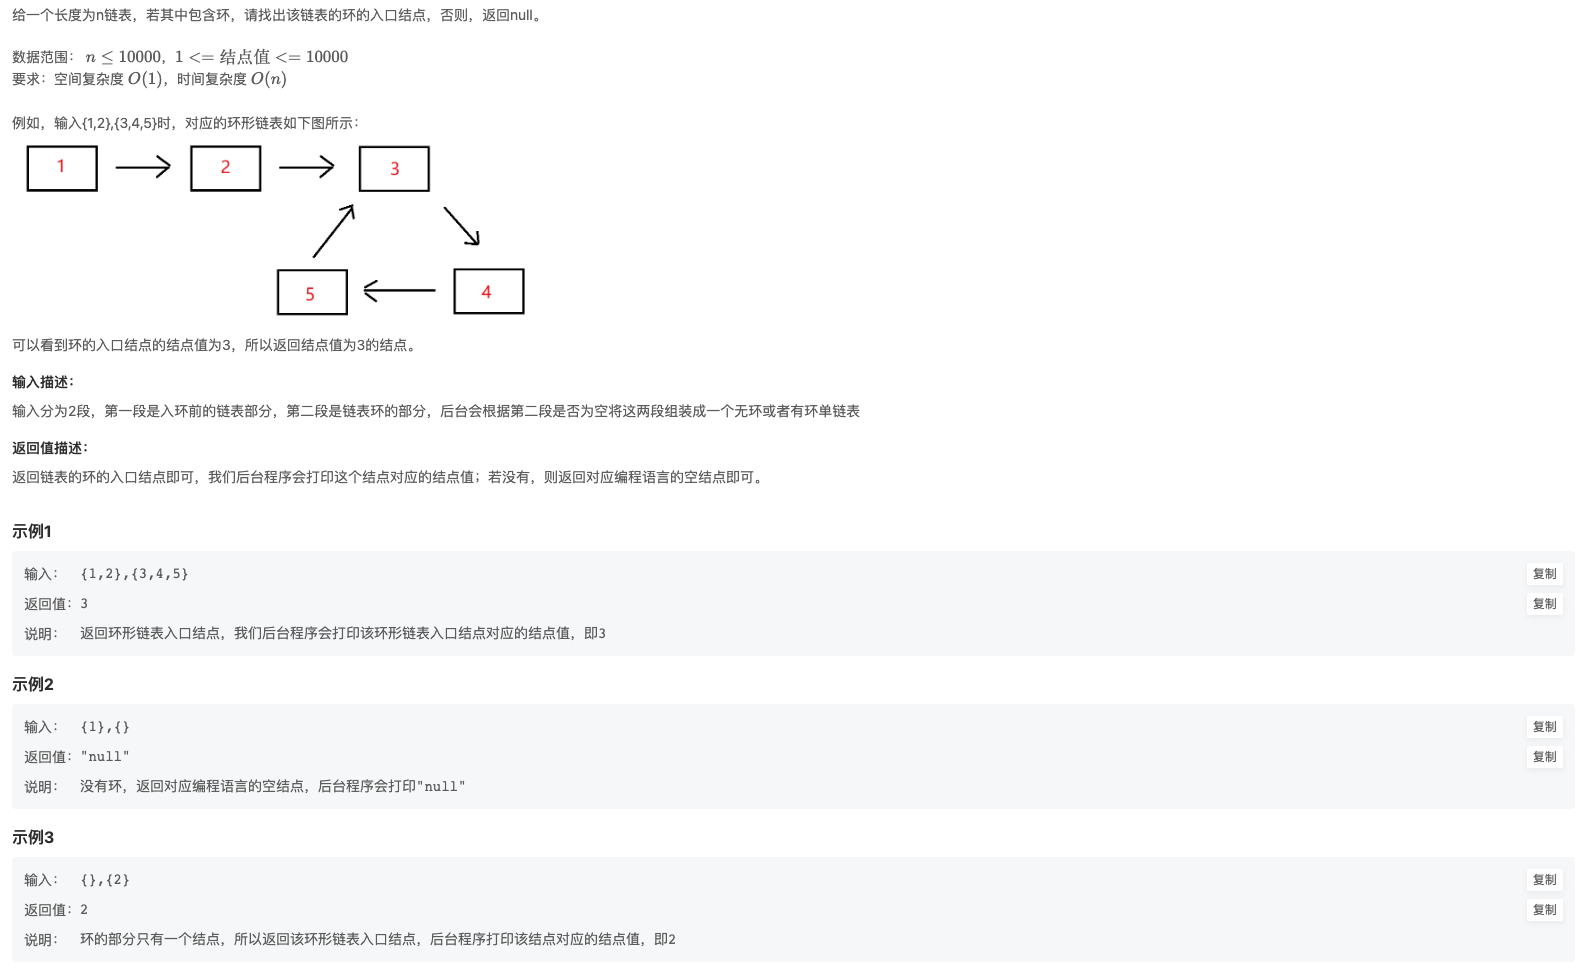 给一个长度为n链表，若其中包含环，请找出该链表的环的入口结点，否则，返回null。
数据范围： n ≤ 10000，1 <= 结点值 <= 10000
要求：空间复杂度 O(1)，时间复杂度 O(n)
例如，输入{1,2},{3,4,5}时，对应的环形链表如下图所示：
1 2 3
5 4
可以看到环的入口结点的结点值为3，所以返回结点值为3的结点。
输入描述：
输入分为2段，第一段是入环前的链表部分，第二段是链表环的部分，后台会根据第二段是否为空将这两段组装成一个无环或者有环单链表
返回值描述：
返回链表的环的入口结点即可，我们后台程序会打印这个结点对应的结点值；若没有，则返回对应编程语言的空结点即可。
示例1
输入： {1,2},{3,4,5} 复制
返回值：3 复制
说明： 返回环形链表入口结点，我们后台程序会打印该环形链表入口结点对应的结点值，即3
示例2
输入： {1},{} 复制
返回值："null" 复制
说明： 没有环，返回对应编程语言的空结点，后台程序会打印"null"
示例3
输入： {},{2} 复制
返回值：2 复制
说明： 环的部分只有一个结点，所以返回该环形链表入口结点，后台程序打印该结点对应的结点值，即2